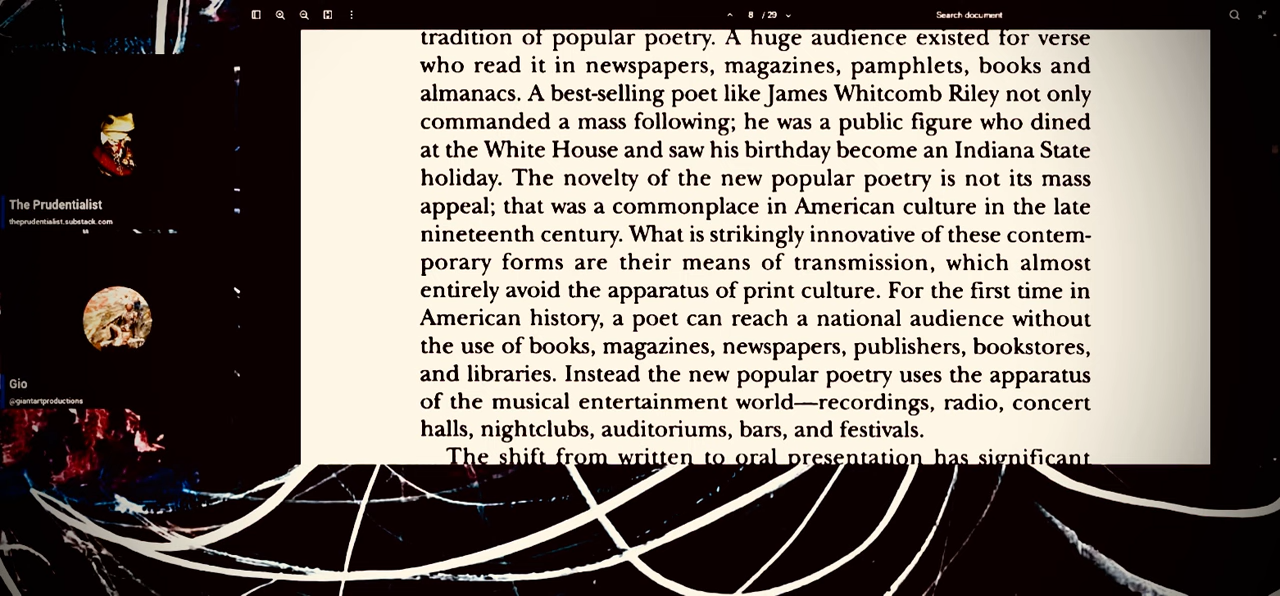 8 / 29
Search document
The Prudentialist
theprudentialist.substack.com
Gio
@giantartproductions
tradition of popular poetry. A huge audience existed for verse
who read it in newspapers, magazines, pamphlets, books and
almanacs. A best-selling poet like James Whitcomb Riley not only
commanded a mass following; he was a public figure who dined
at the White House and saw his birthday become an Indiana State
holiday. The novelty of the new popular poetry is not its mass
appeal; that was a commonplace in American culture in the late
nineteenth century. What is strikingly innovative of these contem-
porary forms are their means of transmission, which almost
entirely avoid the apparatus of print culture. For the first time in
American history, a poet can reach a national audience without
the use of books, magazines, newspapers, publishers, bookstores,
and libraries. Instead the new popular poetry uses the apparatus
of the musical entertainment world—recordings, radio, concert
halls, nightclubs, auditoriums, bars, and festivals.
The shift from written to oral presentation has significant